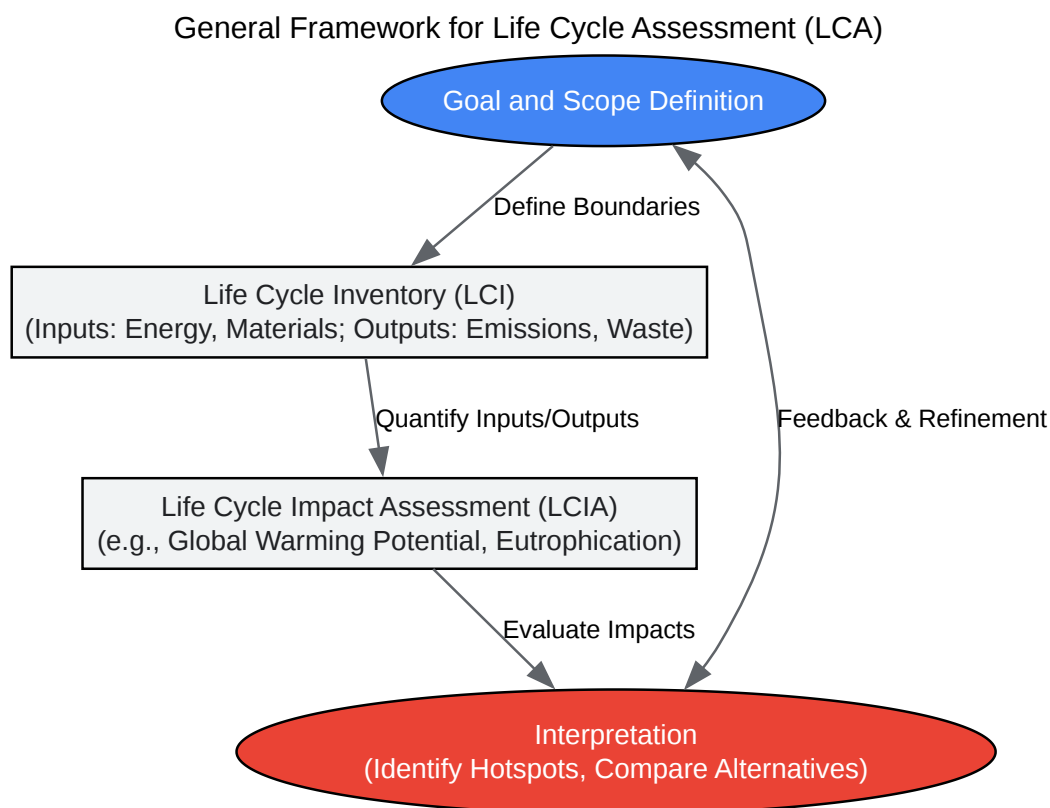 General Framework for Life Cycle Assessment (LCA)
Goal and Scope Definition
Define Boundaries
Life Cycle Inventory (LCI)
(Inputs: Energy, Materials; Outputs: Emissions, Waste)
Quantify Inputs/Outputs
Feedback & Refinement
Life Cycle Impact Assessment (LCIA)
(e.g., Global Warming Potential, Eutrophication)
Evaluate Impacts
Interpretation
(Identify Hotspots, Compare Alternatives)